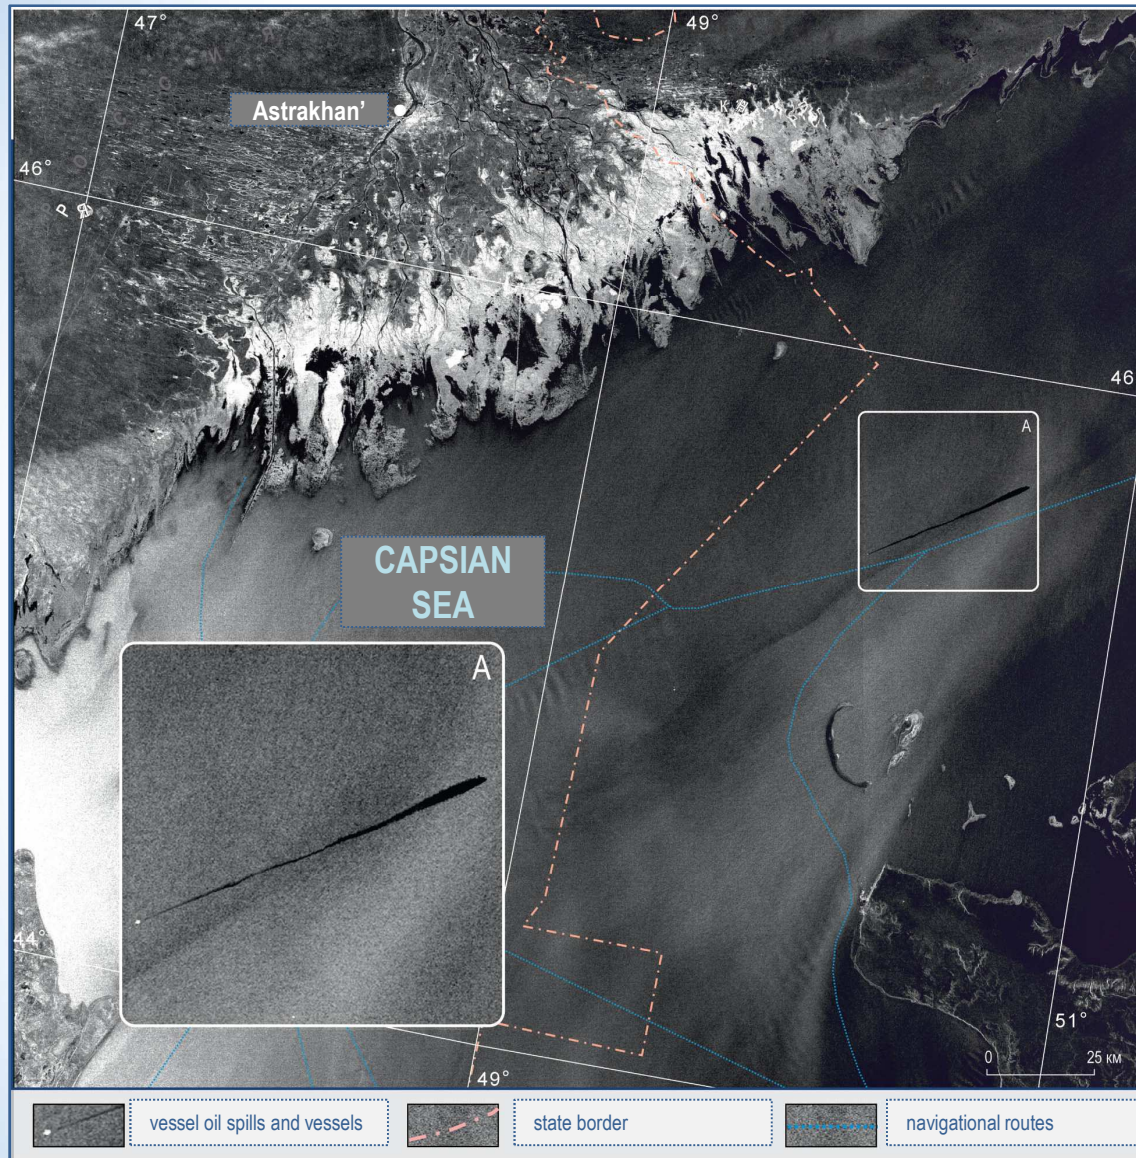 47°
49°
Astrakhan'
46°
46
A
CAPSIAN
SEA
A
44°
51°
49°
0 25 км
vessel oil spills and vessels
state border
navigational routes